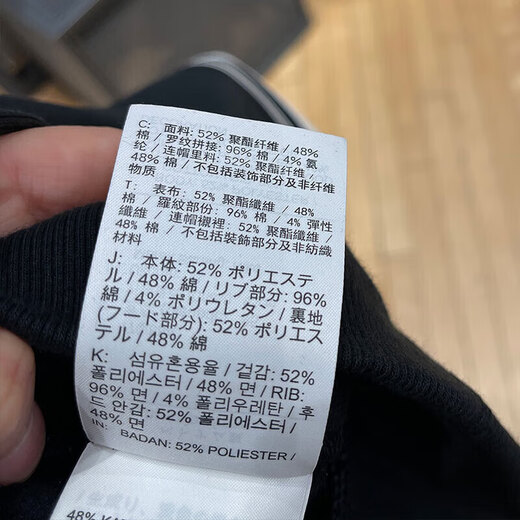 C: 面料: 52% 聚酯纤维 / 48%
棉 / 罗纹拼接: 96% 棉 / 4% 氨
纶 / 连帽里料: 52% 聚酯纤维 /
48% 棉 / 不包括装饰部分及非纤维
物质
T: 表布: 52% 聚酯纖維 / 48%
棉 / 羅紋部份: 96% 棉 / 4% 彈性
纖維 / 連帽襯裡: 52% 聚酯纖維 /
48% 棉 / 不包括裝飾部分及非紡織
材料
J: 本体: 52% ポリエステ
ル / 48% 綿 / リブ部分: 96%
綿 / 4% ポリウレタン / 裏地
(フード部分): 52% ポリエス
テル / 48% 綿
K: 섬유혼용율 / 겉감: 52%
폴리에스터 / 48% 면 / RIB:
96% 면 / 4% 폴리우레탄 / 후
드 안감: 52% 폴리에스터 /
48% 면
IN: BADAN: 52% POLIESTER /
48%